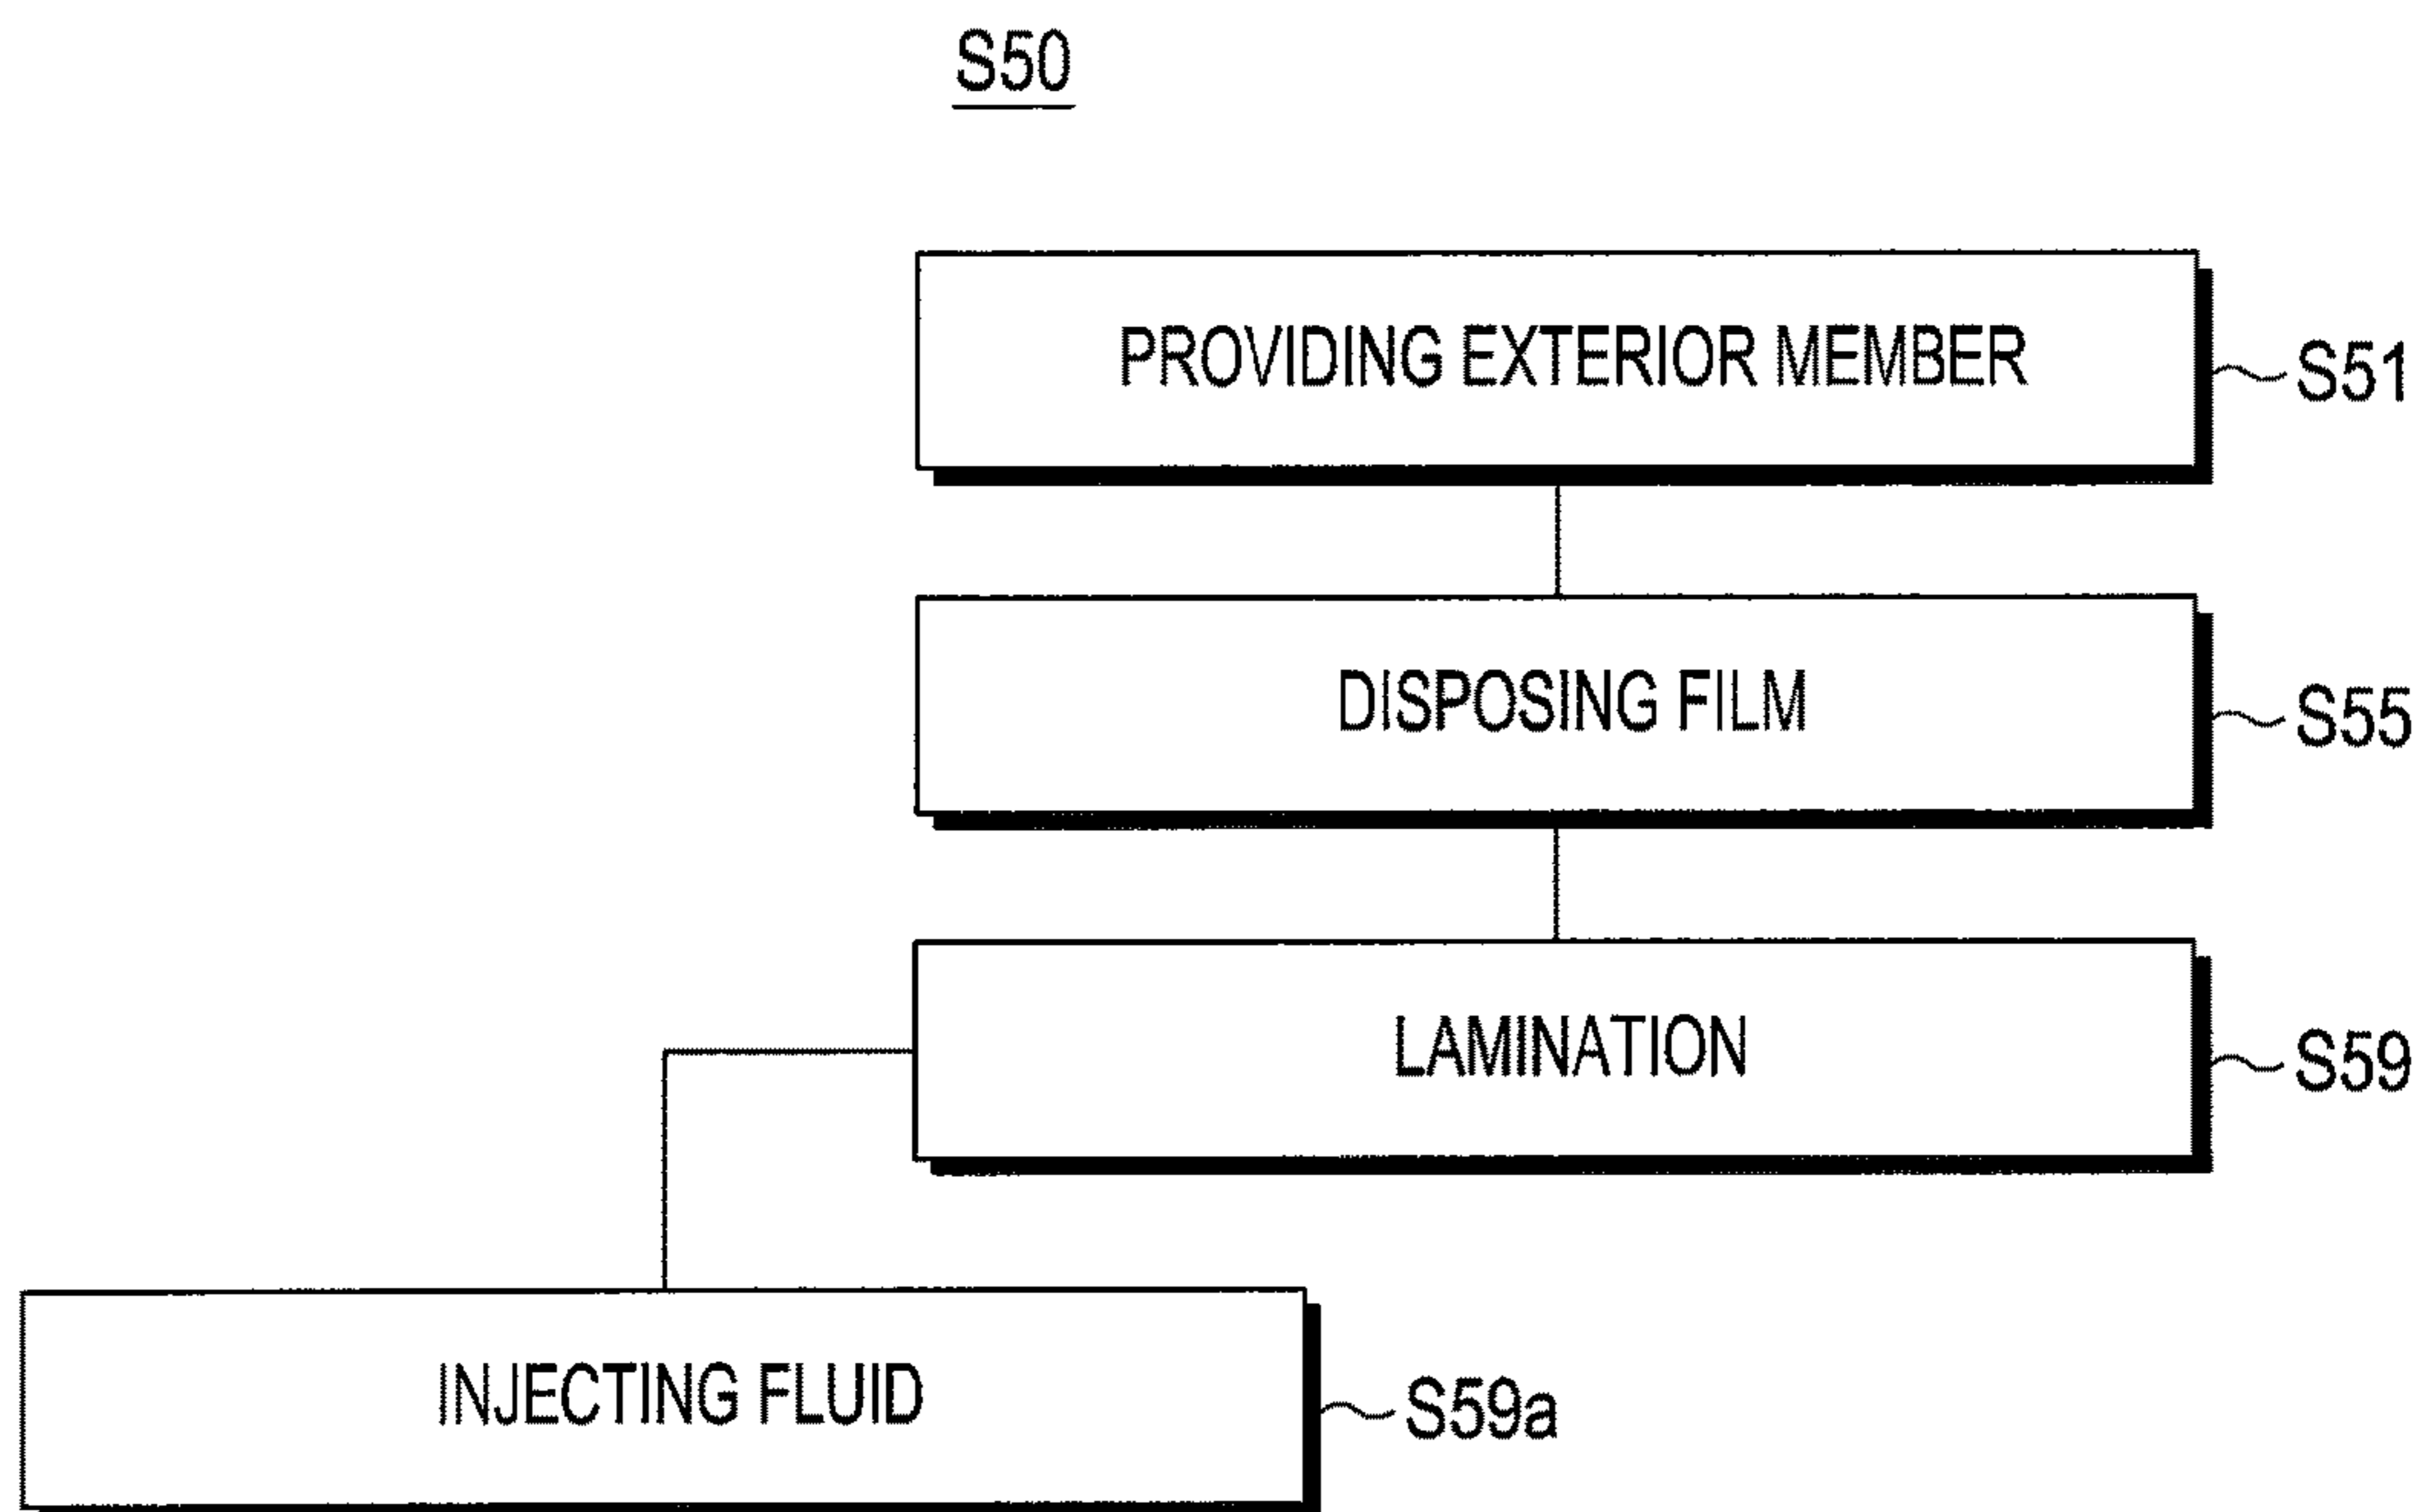 S50
PROVIDING EXTERIOR MEMBER
S51
DISPOSING FILM
S55
LAMINATION
S59
INJECTING FLUID
S59a